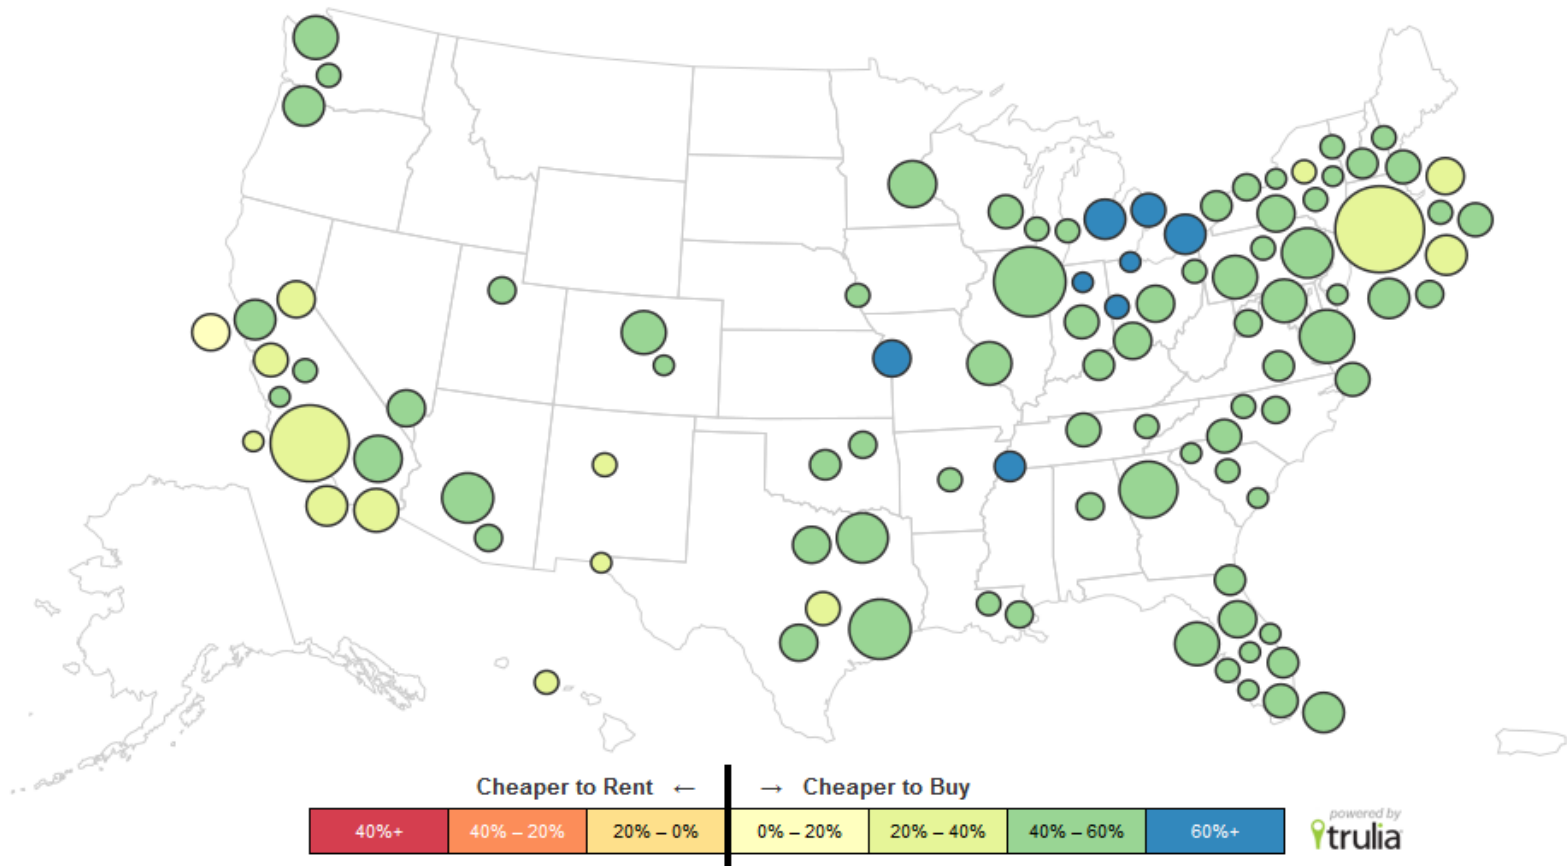 Cheaper to Rent ← → Cheaper to Buy
40%+ 40% – 20% 20% – 0% 0% – 20% 20% – 40% 40% – 60% 60%+
powered by
trulia